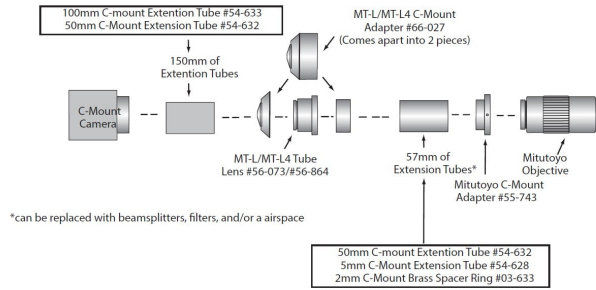 100mm C-mount Extention Tube #54-633
50mm C-mount Extension Tube #54-632
MT-L/MT-L4 C-Mount
Adapter #66-027
(Comes apart into 2 pieces)
150mm of
Extention Tubes
C-Mount
Camera
MT-L/MT-L4 Tube
Lens #56-073/#56-864
57mm of
Extension Tubes*
Mitutoyo
Objective
Mitutoyo C-Mount
Adapter #55-743
*can be replaced with beamsplitters, filters, and/or a airspace
50mm C-mount Extention Tube #54-632
5mm C-mount Extension Tube #54-628
2mm C-Mount Brass Spacer Ring #03-633